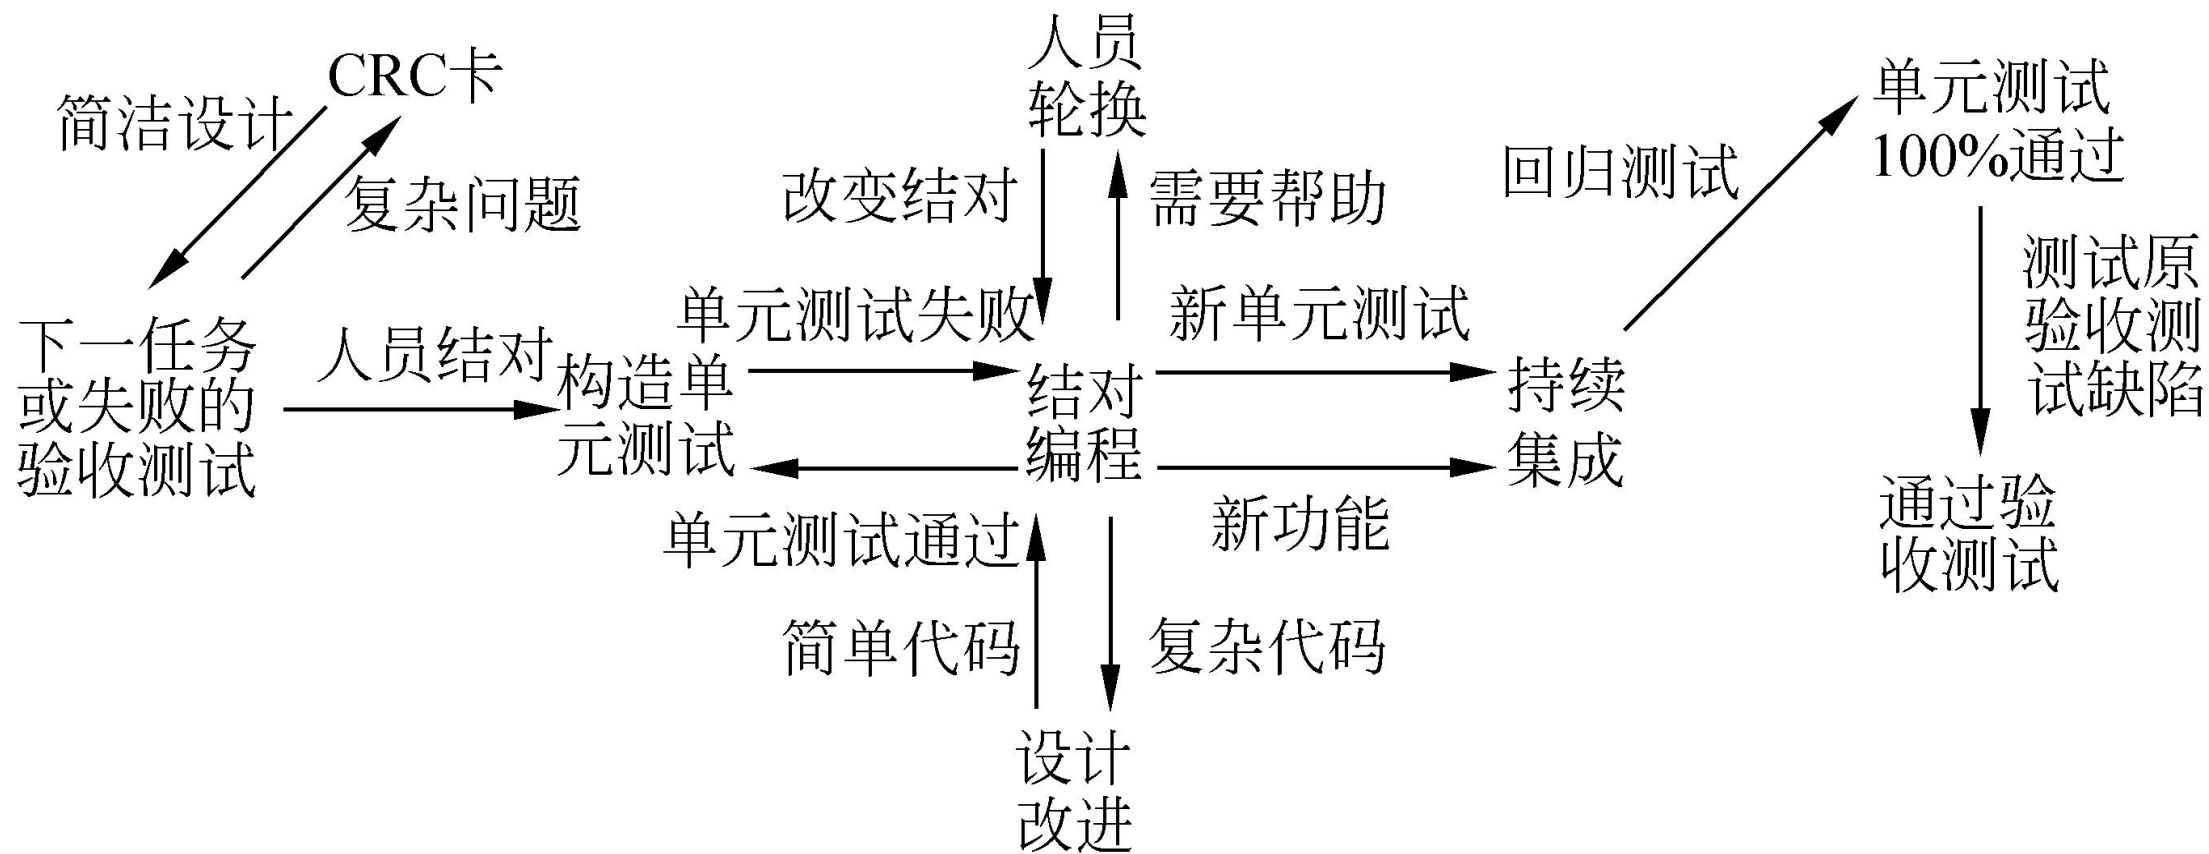 CRC卡
简洁设计
复杂问题
下一任务
或失败的
验收测试
人员结对
构造单
元测试
单元测试失败
单元测试通过
人员
轮换
改变结对
需要帮助
结对
编程
简单代码
复杂代码
设计
改进
新单元测试
新功能
持续
集成
回归测试
单元测试
100%通过
测试原
验收测
试缺陷
通过验
收测试